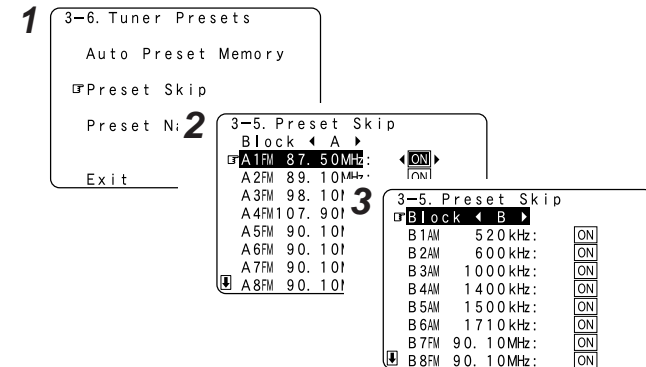 1
3-6. Tuner Presets
Auto Preset Memory
☞Preset Skip
Preset
Exit
2
3-5. Preset Skip
Block ◀ A ▶
☞A1FM 87.50MHz: ◀ON▶
A2FM 89.10MHz: ON
A3FM 98.10
A4FM107.90
A5FM 90.10
A6FM 90.10
A7FM 90.10
A8FM 90.10
3
3-5. Preset Skip
☞Block ◀ B ▶
B1AM 520kHz: ON
B2AM 600kHz: ON
B3AM 1000kHz: ON
B4AM 1400kHz: ON
B5AM 1500kHz: ON
B6AM 1710kHz: ON
B7FM 90.10MHz: ON
B8FM 90.10MHz: ON